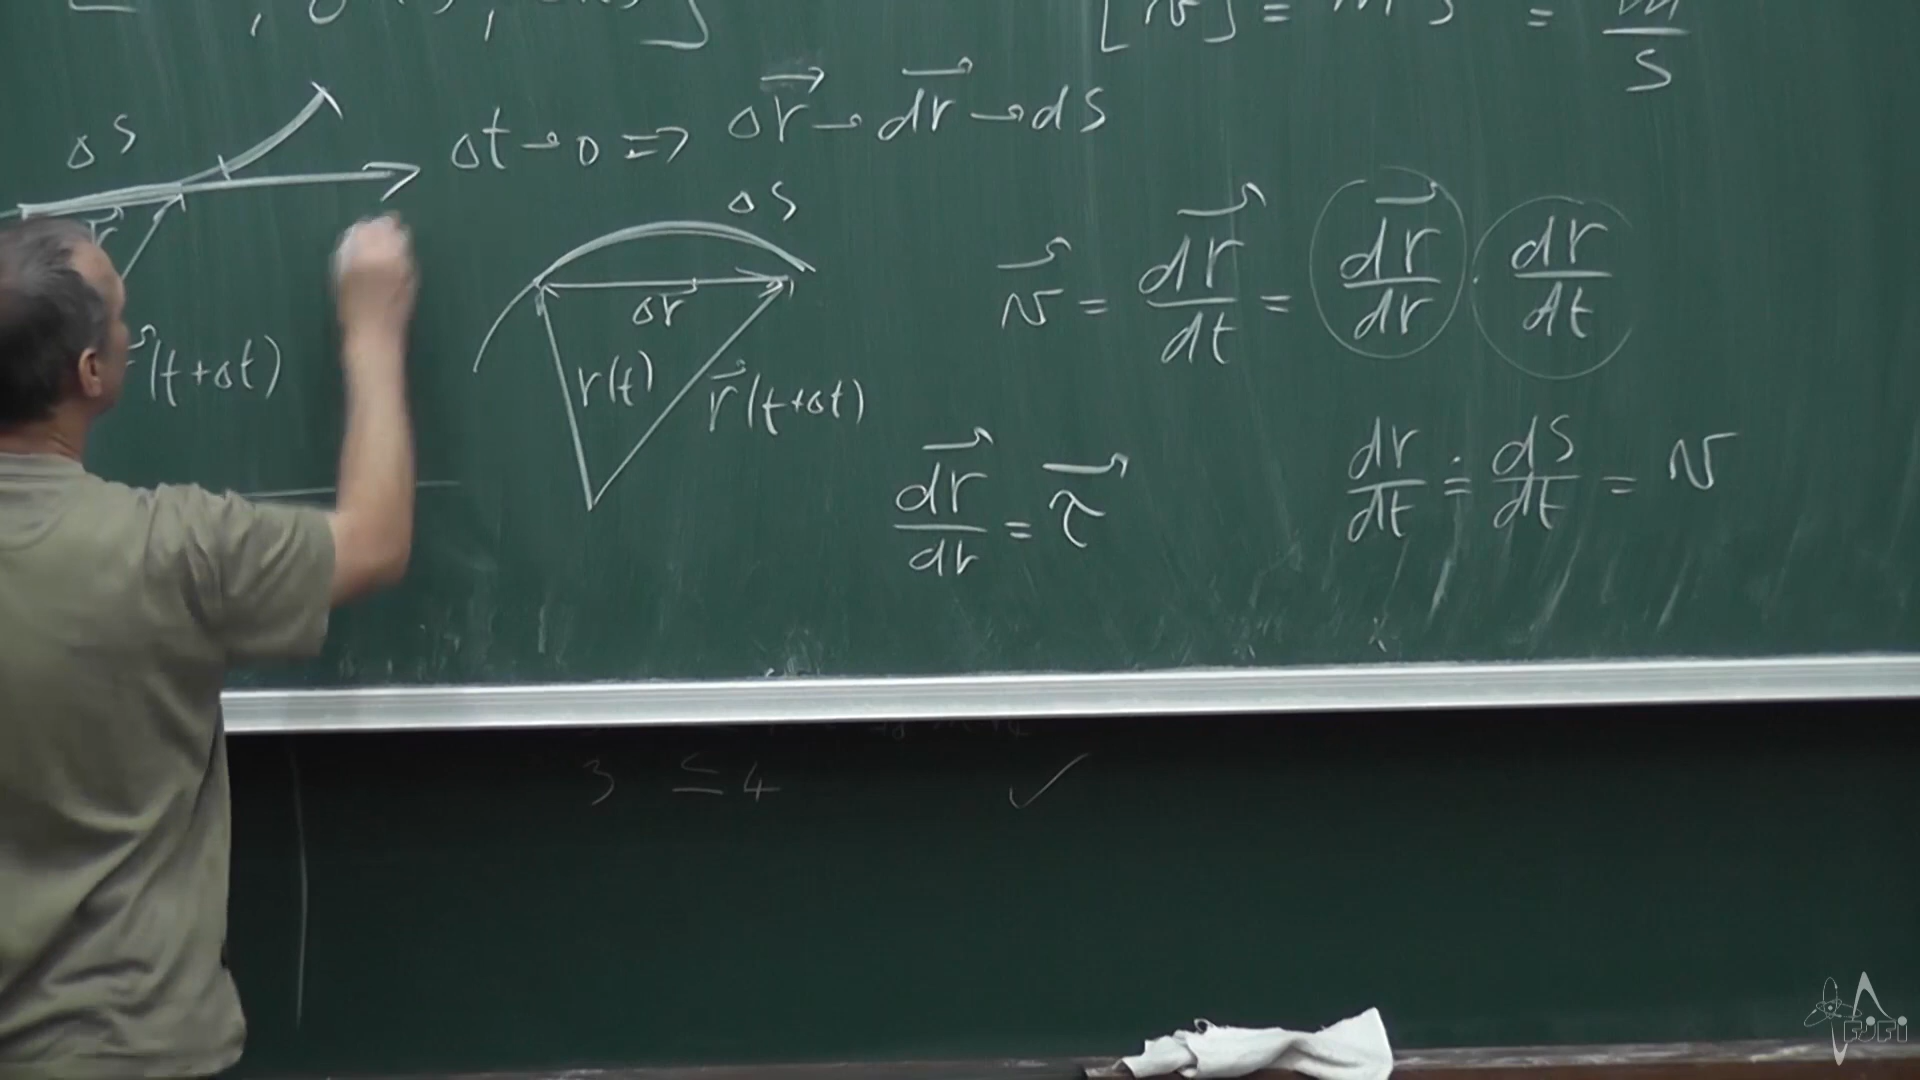 [v] = m s = m/s
Δs
Δt → 0 ⇒ Δr⃗ → dr⃗ → ds
Δs
Δr
r(t)
r⃗(t+Δt)
(t+Δt)
v⃗ = dr⃗/dt = dr⃗/dr · dr/dt
dr⃗/dr = τ⃗
dr/dt ≐ ds/dt = v
3 ≤ 4 ✓
FJFI